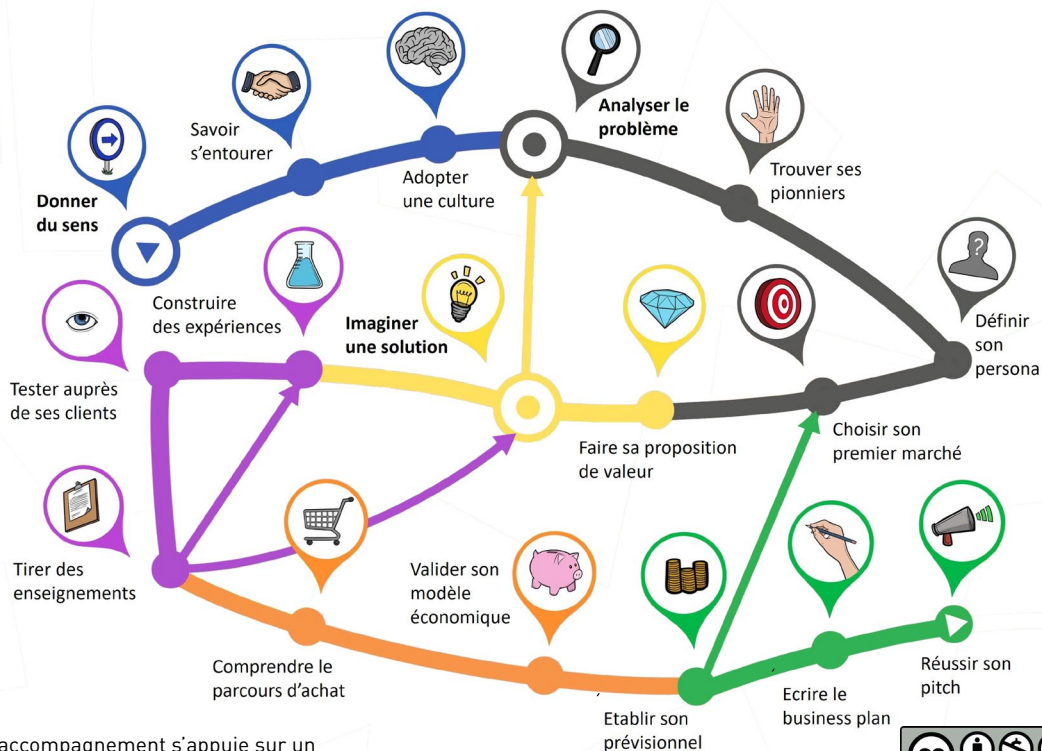 Donner
du sens
Savoir
s'entourer
Adopter
une culture
Analyser le
problème
Trouver ses
pionniers
Définir
son
persona
Choisir son
premier marché
Faire sa proposition
de valeur
Imaginer
une solution
Construire
des expériences
Tester auprès
de ses clients
Tirer des
enseignements
Comprendre le
parcours d'achat
Valider son
modèle
économique
Etablir son
prévisionnel
Ecrire le
business plan
Réussir son
pitch
accompagnement s'appuie sur un